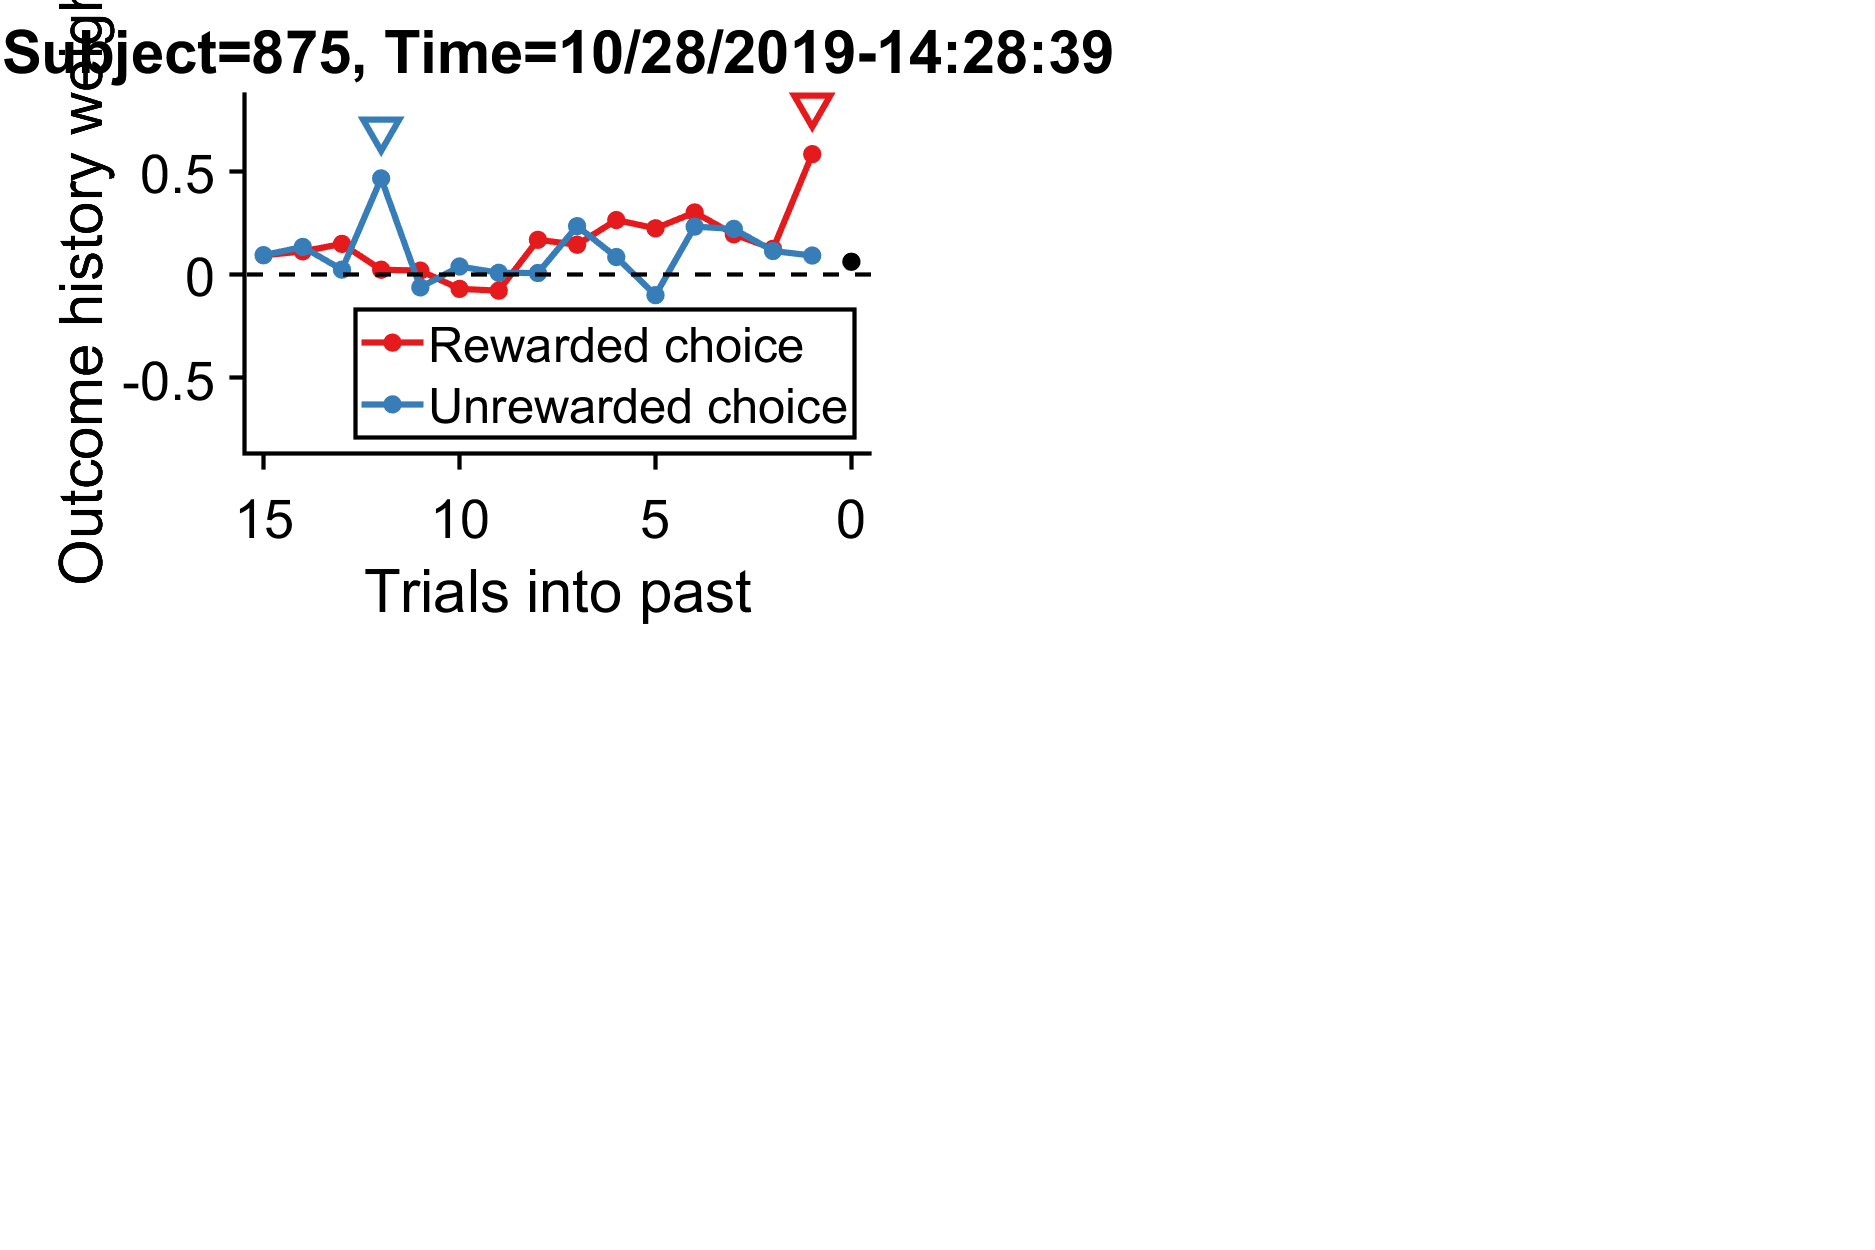 Subject=875, Time=10/28/2019-14:28:39
Outcome history
0.5
0
-0.5
Rewarded choice
Unrewarded choice
15 10 5 0
Trials into past